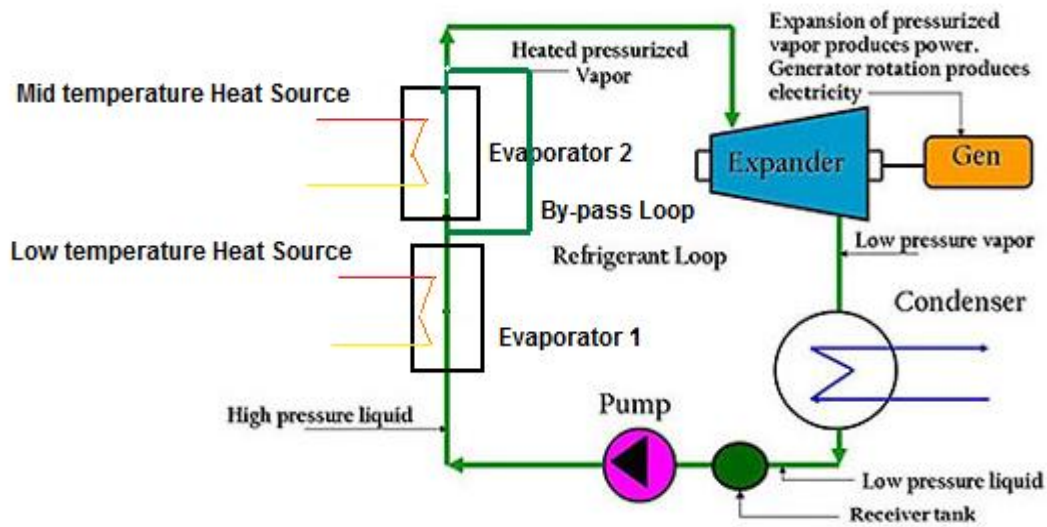 Expansion of pressurized
vapor produces power.
Generator rotation produces
electricity
Heated pressurized
Vapor
Mid temperature Heat Source
Evaporator 2
Expander
Gen
By-pass Loop
Low temperature Heat Source
Refrigerant Loop
Low pressure vapor
Condenser
Evaporator 1
High pressure liquid
Pump
Low pressure liquid
Receiver tank